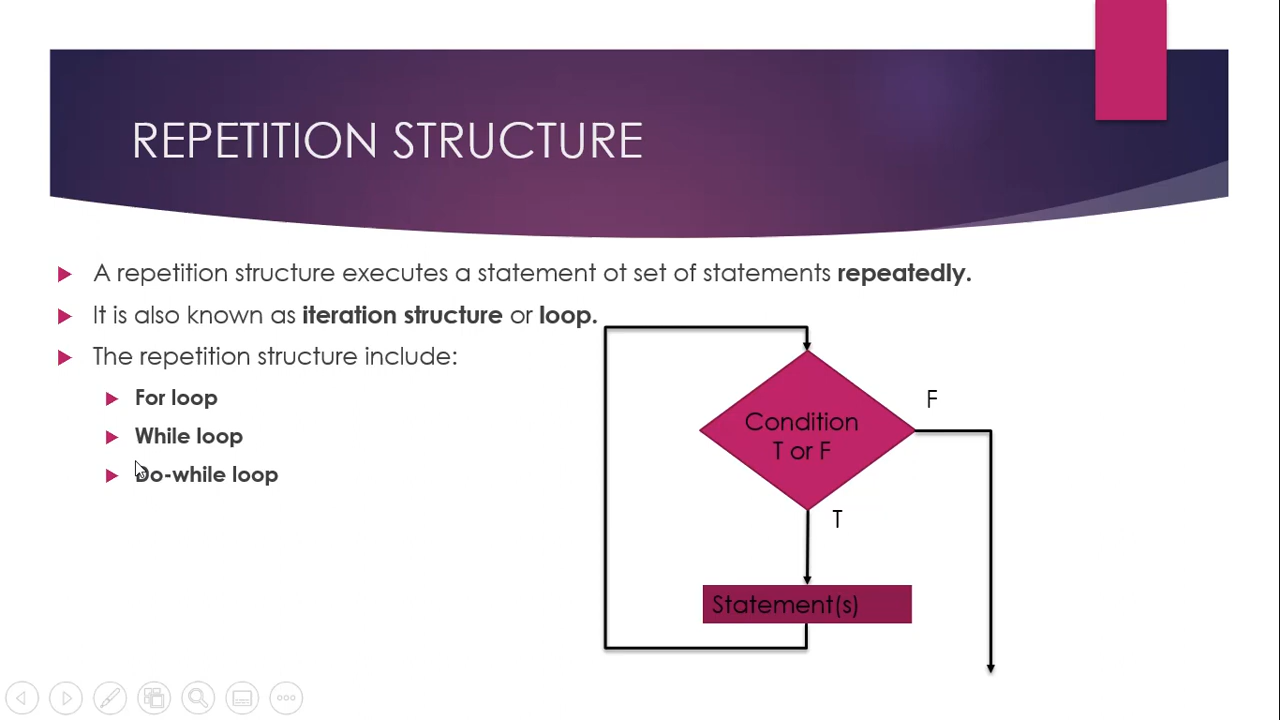 REPETITION STRUCTURE
A repetition structure executes a statement ot set of statements repeatedly.
It is also known as iteration structure or loop.
The repetition structure include:
For loop
While loop
Do-while loop
F
Condition
T or F
T
Statement(s)